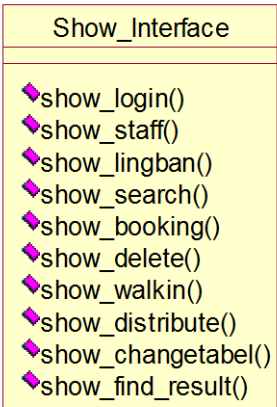 Show_Interface
show_login()
show_staff()
show_lingban()
show_search()
show_booking()
show_delete()
show_walkin()
show_distribute()
show_changetabel()
show_find_result()